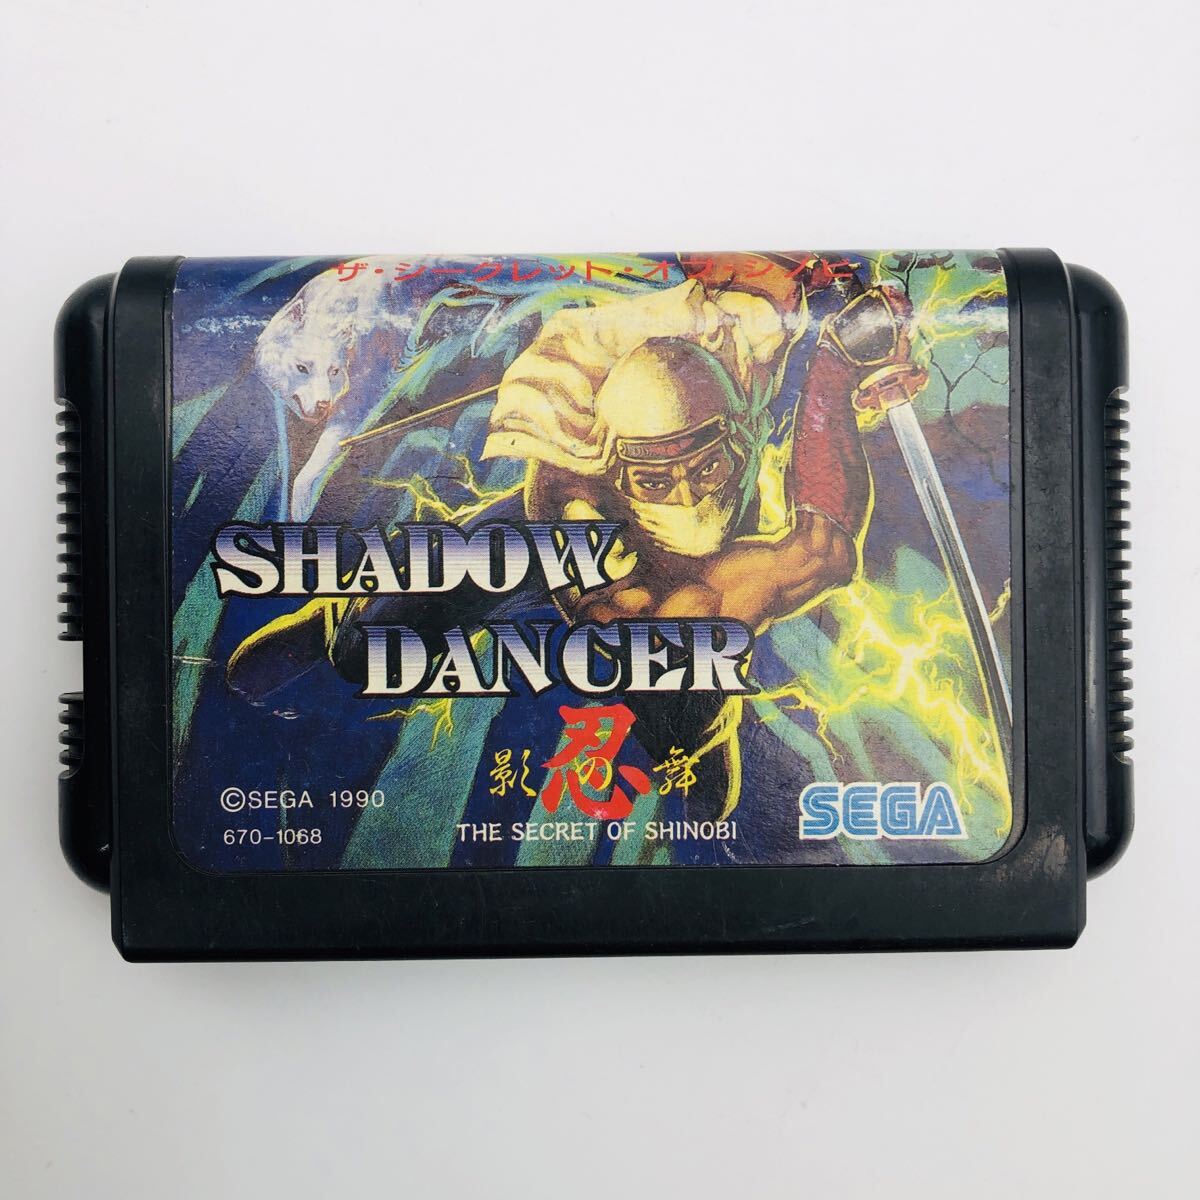 ザ・シークレット・オブ・シノビ
SHADOW
DANCER
忍
影の舞
©SEGA 1990
670-1068
THE SECRET OF SHINOBI
SEGA